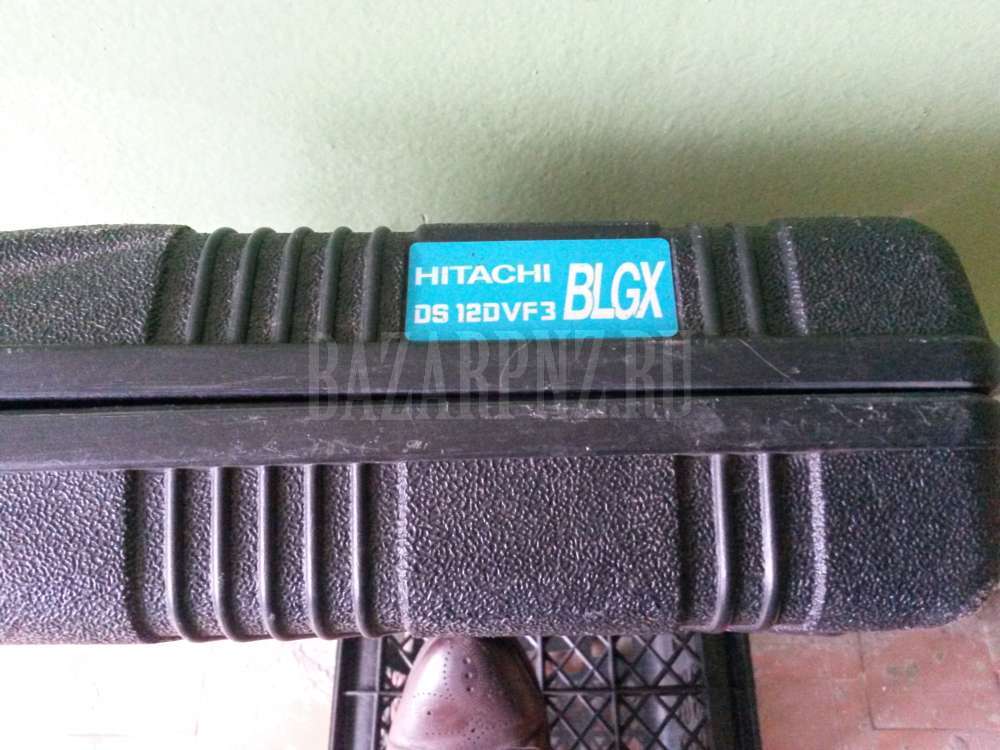 HITACHI BLGX
DS 12DVF3
BAZARPNZ.RU